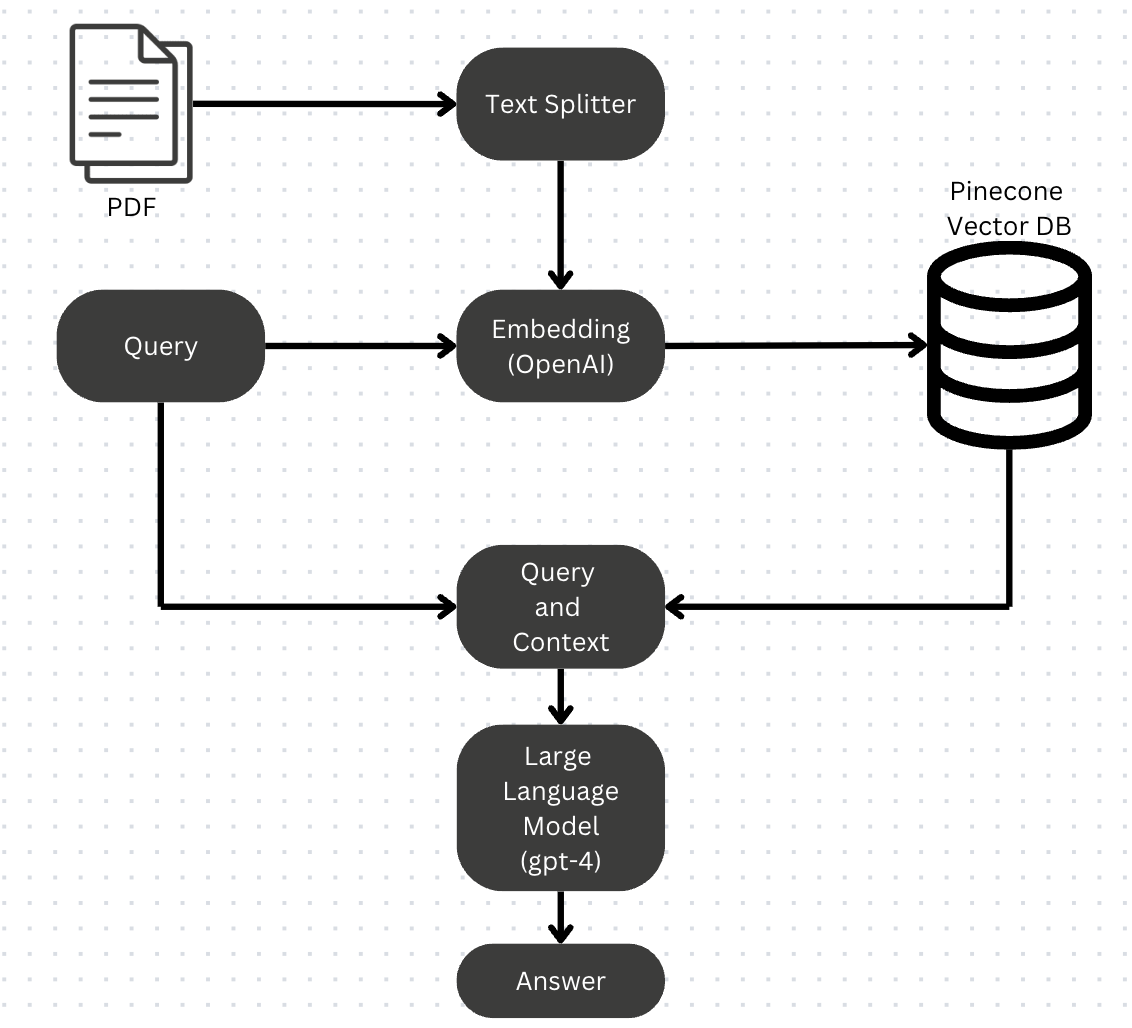 Text Splitter
PDF
Pinecone
Vector DB
Query
Embedding
(OpenAI)
Query
and
Context
Large
Language
Model
(gpt-4)
Answer